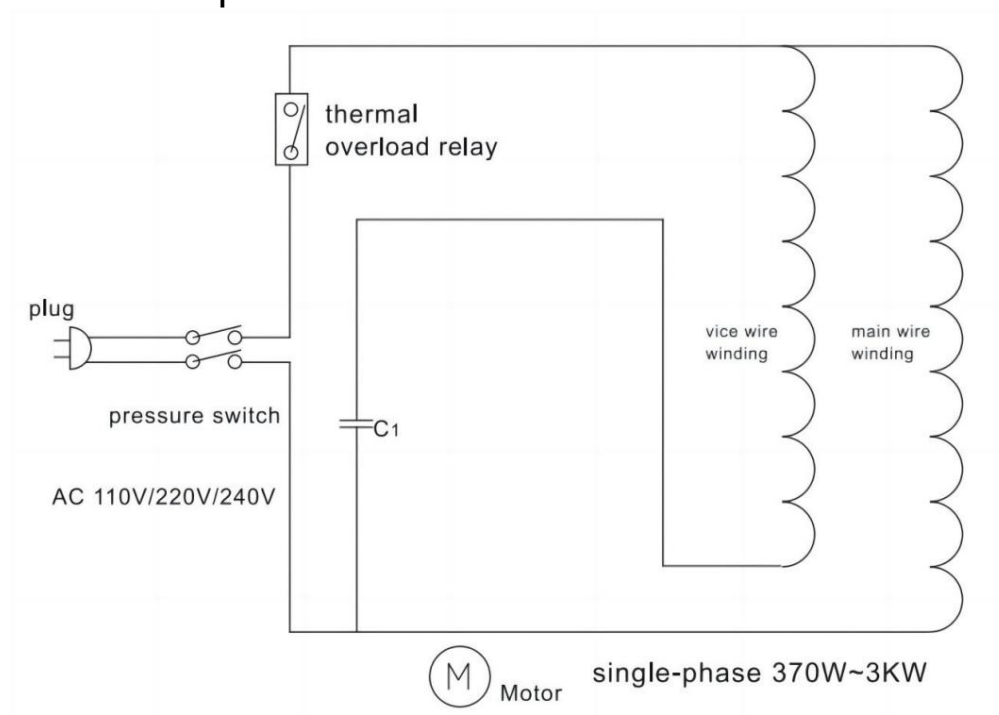 thermal
overload relay
plug
vice wire
winding
main wire
winding
pressure switch
C1
AC 110V/220V/240V
M
Motor
single-phase 370W~3KW